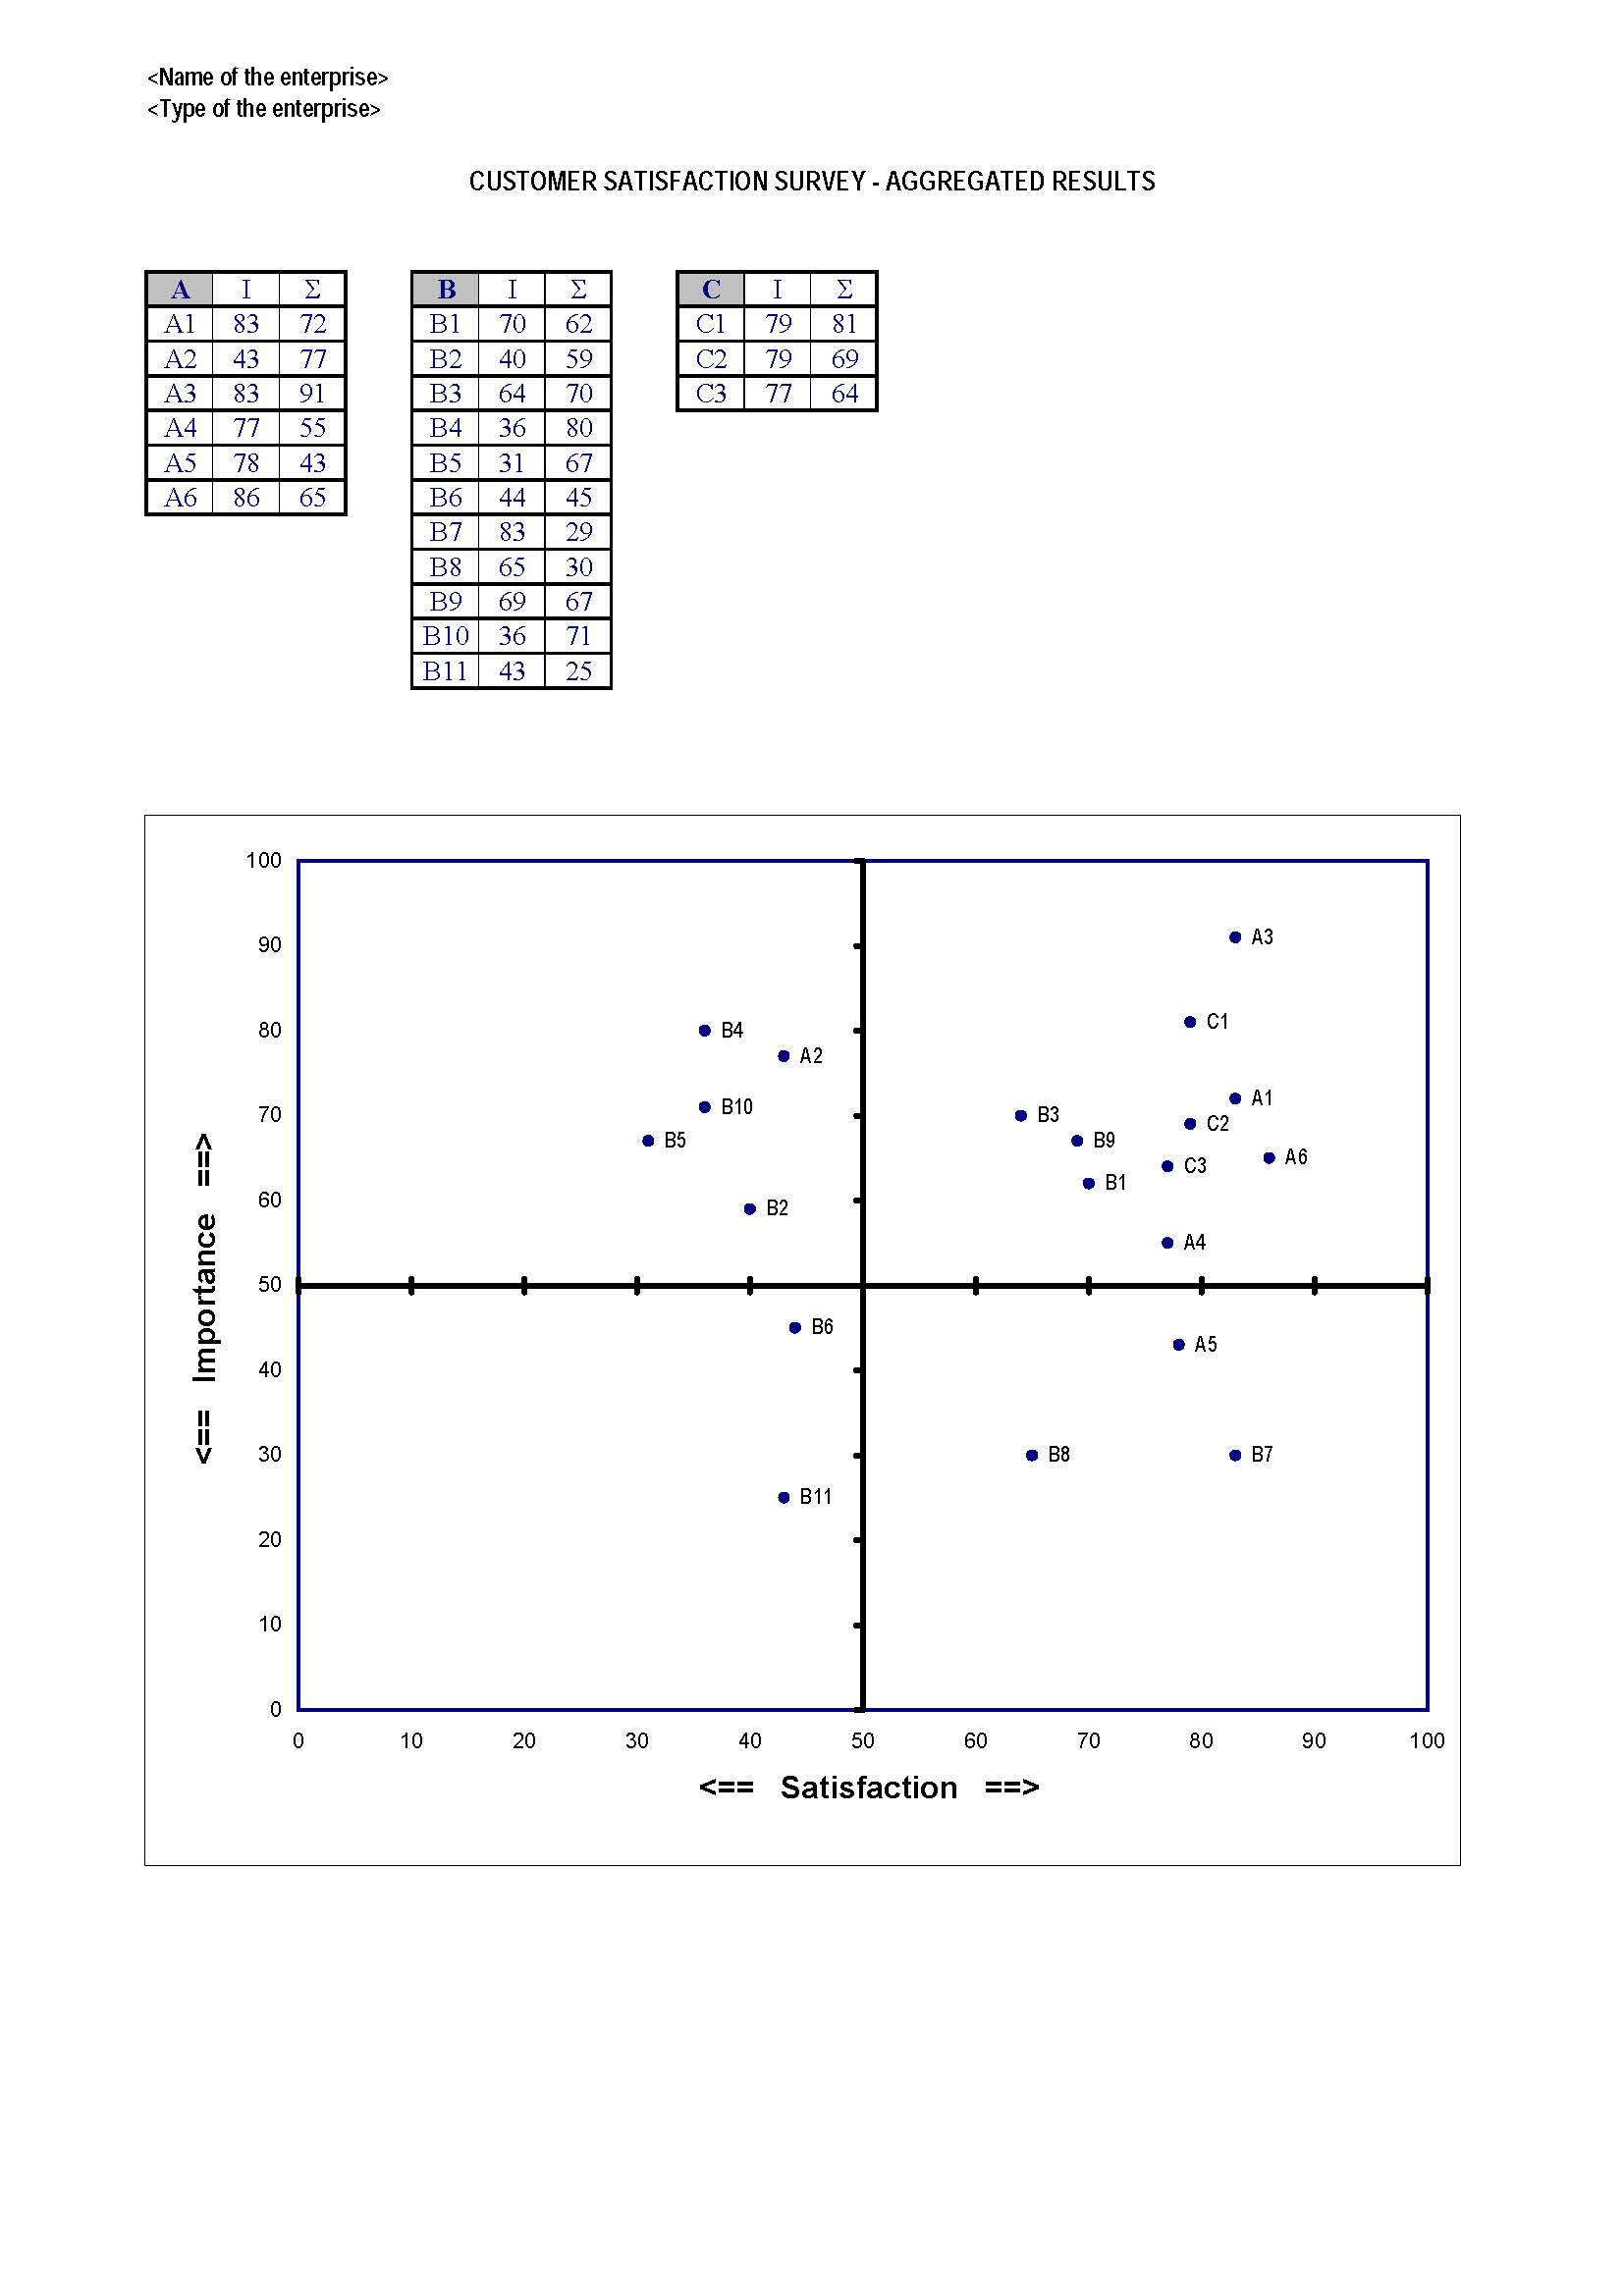 <Name of the enterprise>
<Type of the enterprise>
CUSTOMER SATISFACTION SURVEY - AGGREGATED RESULTS
A I Σ
A1 83 72
A2 43 77
A3 83 91
A4 77 55
A5 78 43
A6 86 65
B I Σ
B1 70 62
B2 40 59
B3 64 70
B4 36 80
B5 31 67
B6 44 45
B7 83 29
B8 65 30
B9 69 67
B10 36 71
B11 43 25
C I Σ
C1 79 81
C2 79 69
C3 77 64
<== Importance ==>
100
90
80
70
60
50
40
30
20
10
0
A3
C1
B4
A2
A1
B10
B3
C2
B5
B9
A6
C3
B1
B2
A4
B6
A5
B8
B7
B11
0 10 20 30 40 50 60 70 80 90 100
<== Satisfaction ==>